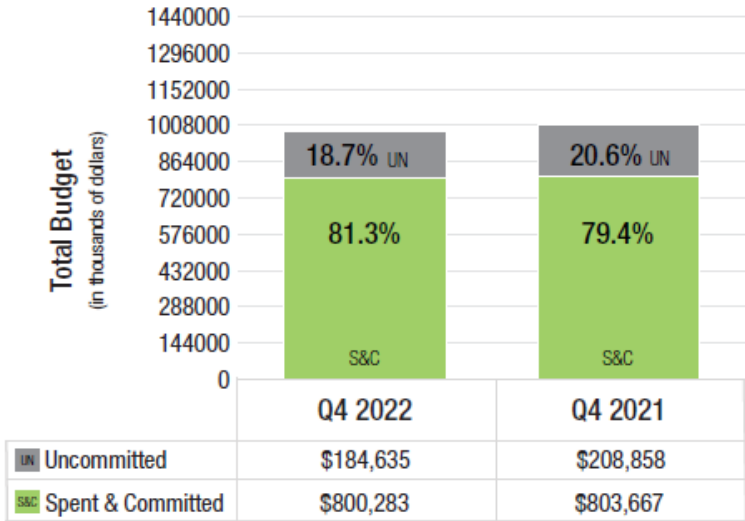 1440000
1296000
1152000
1008000
864000
720000
576000
432000
288000
144000
0
Total Budget
(in thousands of dollars)
18.7% UN
20.6% UN
81.3%
79.4%
S&C
S&C
Q4 2022
Q4 2021
UN Uncommitted $184,635 $208,858
S&C Spent & Committed $800,283 $803,667